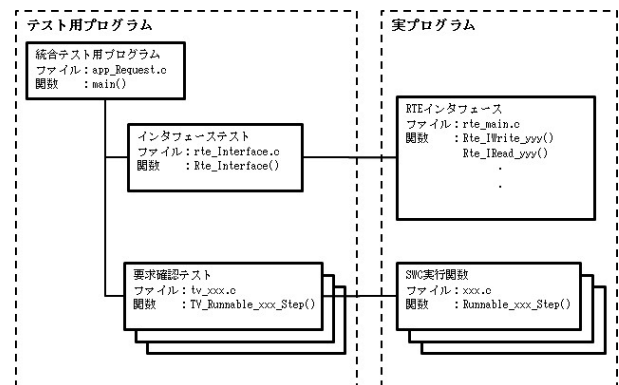 テスト用プログラム
統合テスト用プログラム
ファイル：app_Request.c
関数　　：main()
インタフェーステスト
ファイル：rte_Interface.c
関数　　：Rte_Interface()
要求確認テスト
ファイル：tv_xxx.c
関数　　：TV_Runnable_xxx_Step()
実プログラム
RTEインタフェース
ファイル：rte_main.c
関数　　：Rte_IWrite_yyy()
Rte_IRead_yyy()
・
・
SWC実行関数
ファイル：xxx.c
関数　　：Runnable_xxx_Step()